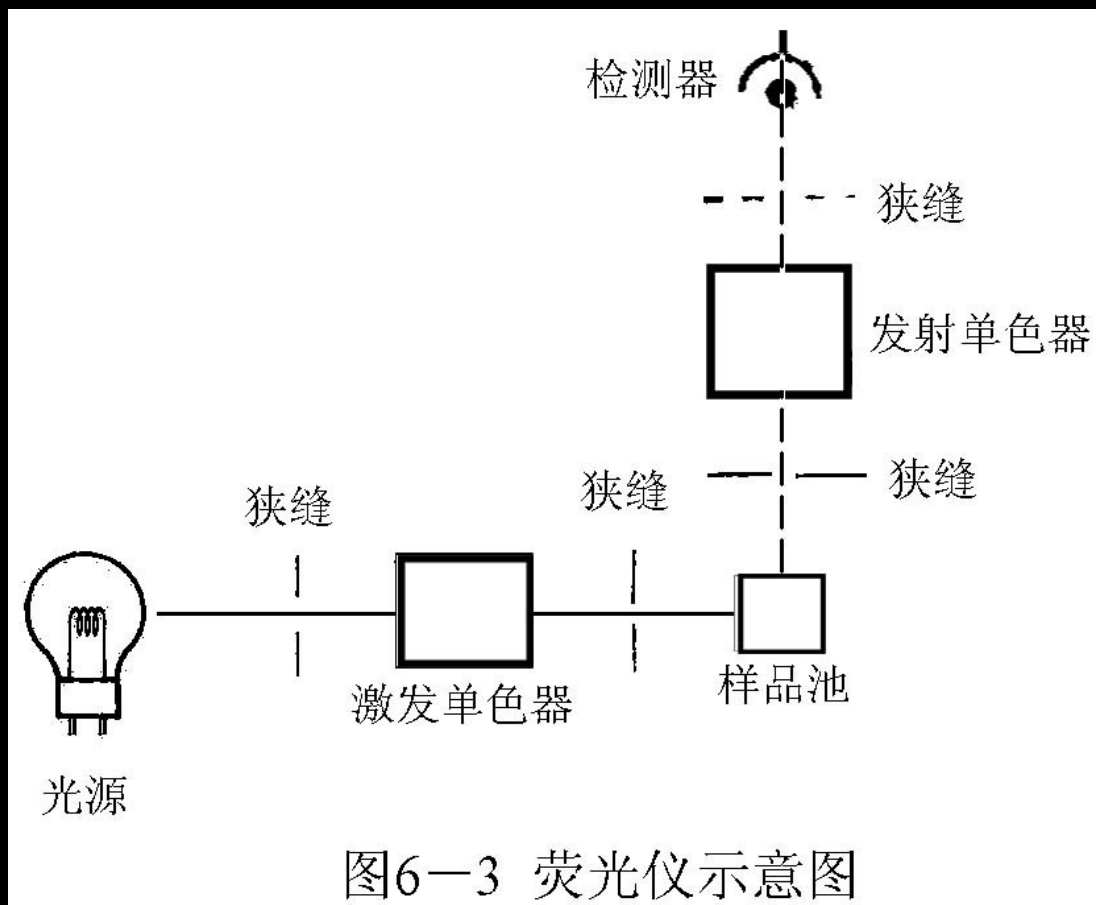 检测器
狭缝
发射单色器
狭缝
狭缝
狭缝
激发单色器
样品池
光源
图6-3 荧光仪示意图